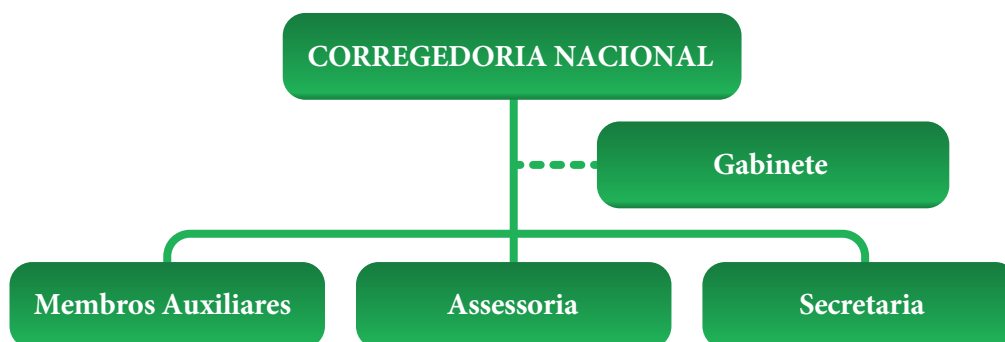 CORREGEDORIA NACIONAL
Gabinete
Membros Auxiliares
Assessoria
Secretaria